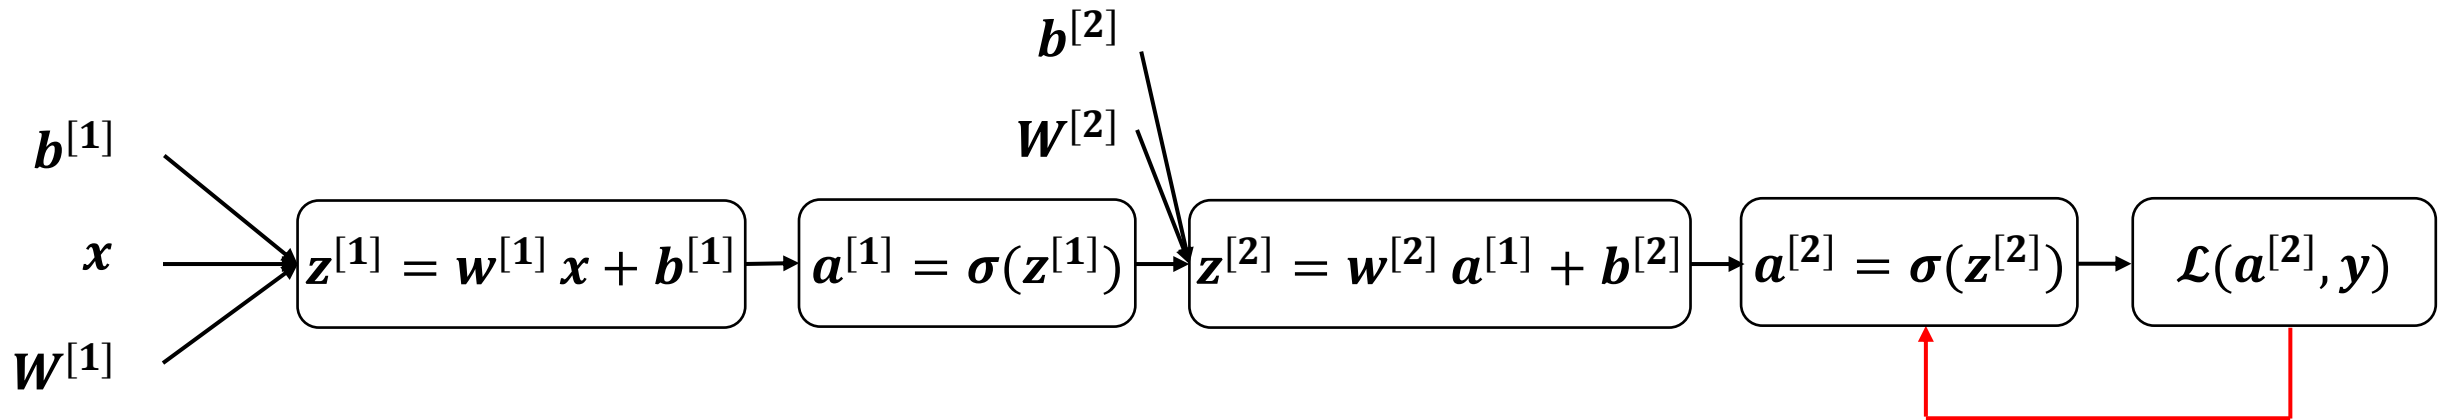 b^[2]
W^[2]
b^[1]
x
W^[1]
z^[1] = w^[1] x + b^[1]
a^[1] = σ(z^[1])
z^[2] = w^[2] a^[1] + b^[2]
a^[2] = σ(z^[2])
ℒ(a^[2], y)